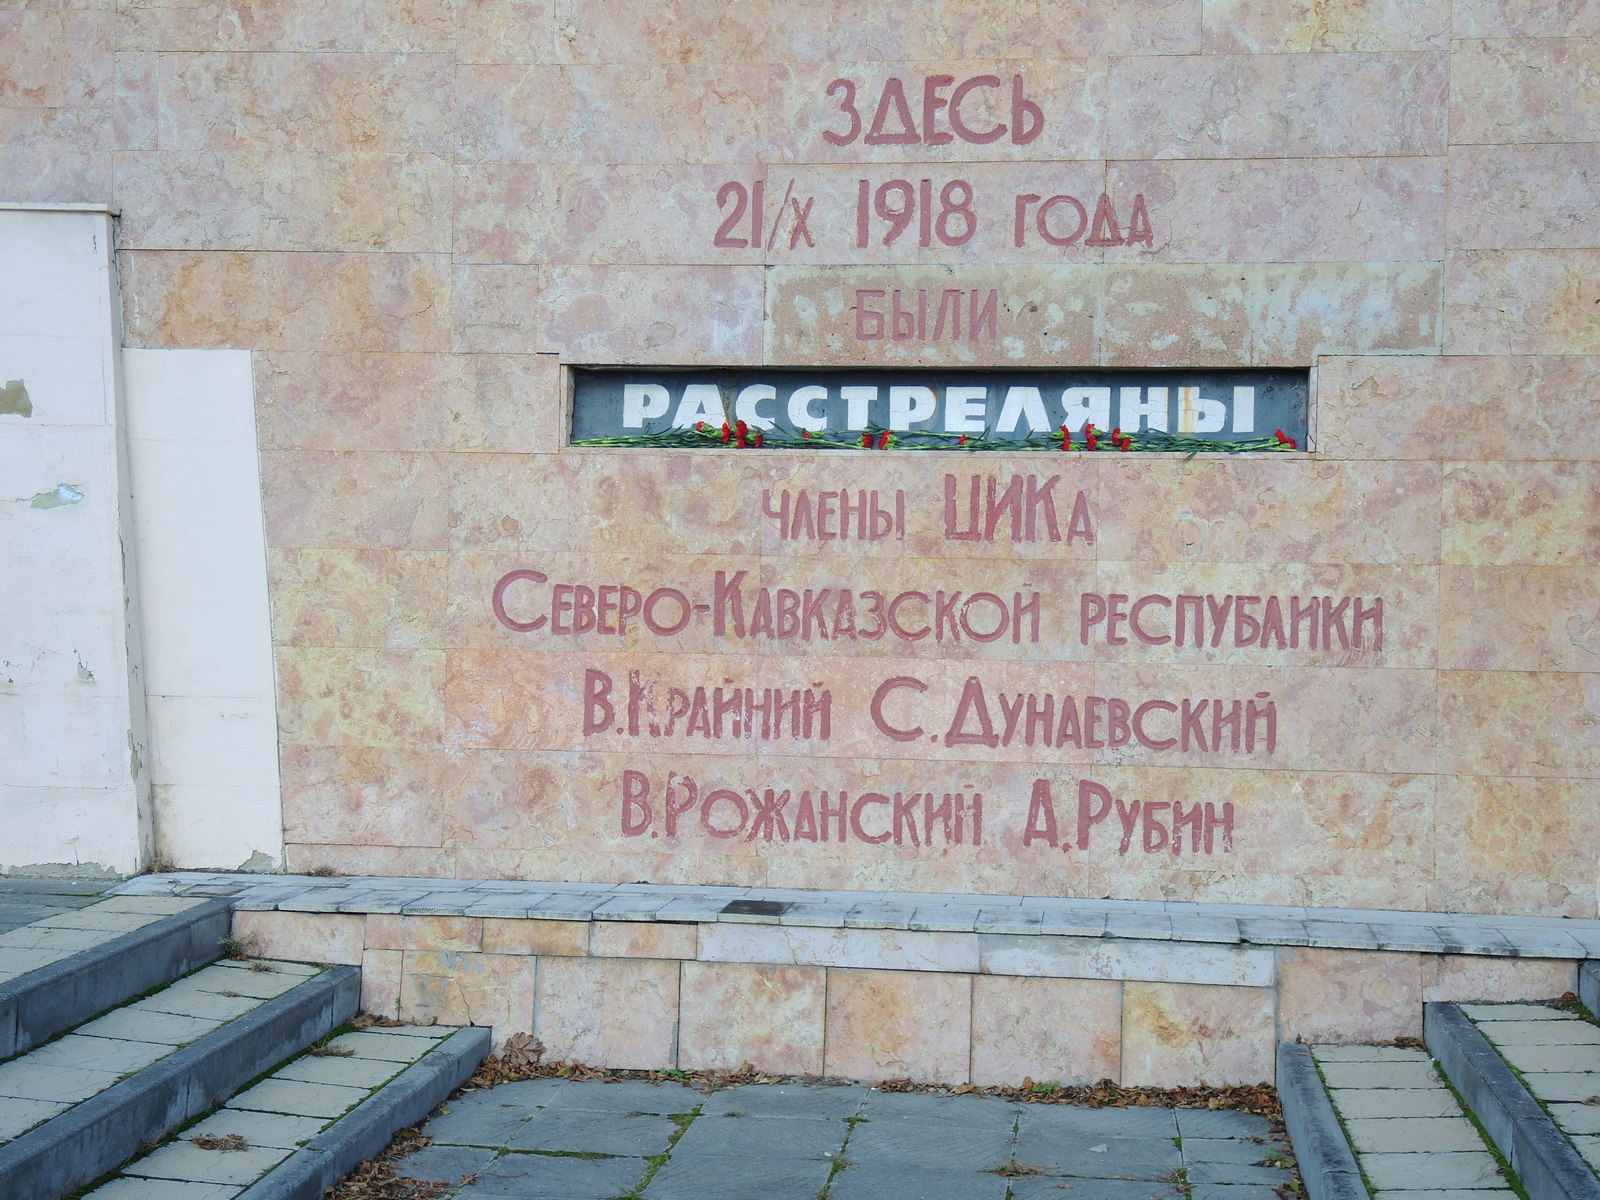 ЗДЕСЬ
21/X 1918 ГОДА
БЫЛИ
РАССТРЕЛЯНЫ
ЧЛЕНЫ ЦИКА
СЕВЕРО-КАВКАЗСКОЙ РЕСПУБЛИКИ
В.КРАЙНИЙ С.ДУНАЕВСКИЙ
В.РОЖАНСКИЙ А.РУБИН